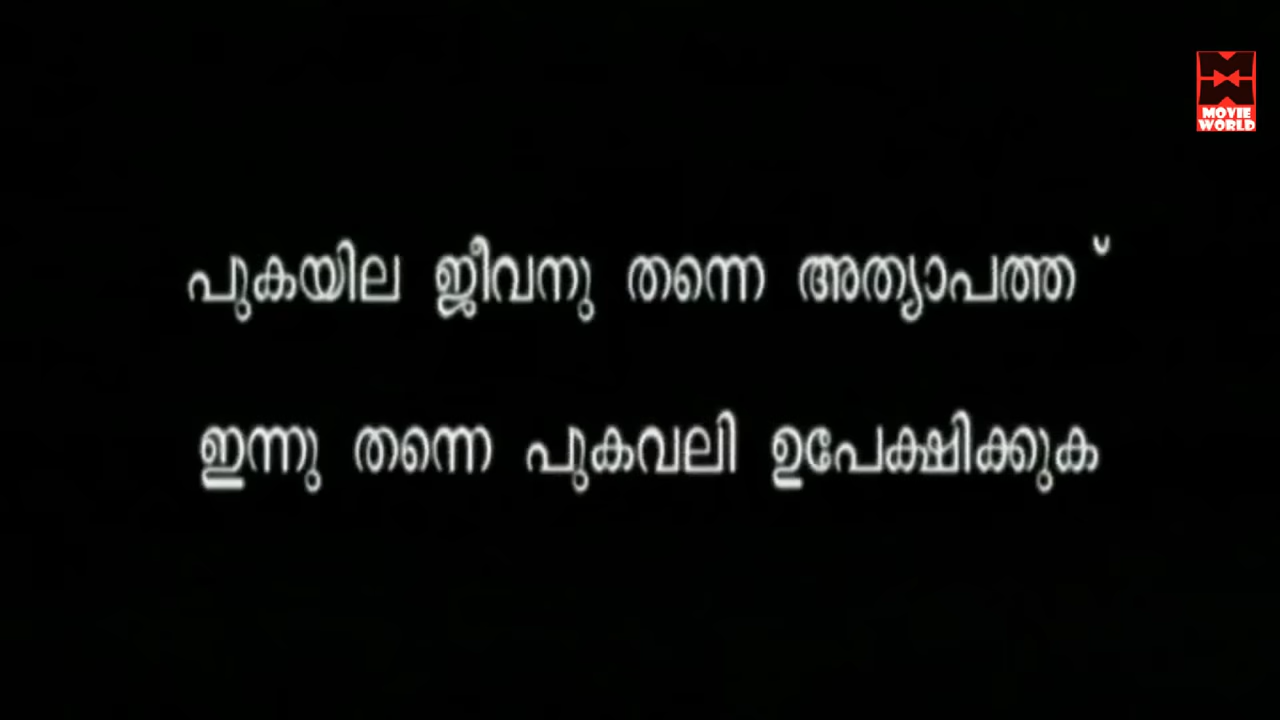 MOVIE
WORLD
പുകയില ജീവനു തന്നെ അത്യാപത്ത്
ഇന്നു തന്നെ പുകവലി ഉപേക്ഷിക്കുക